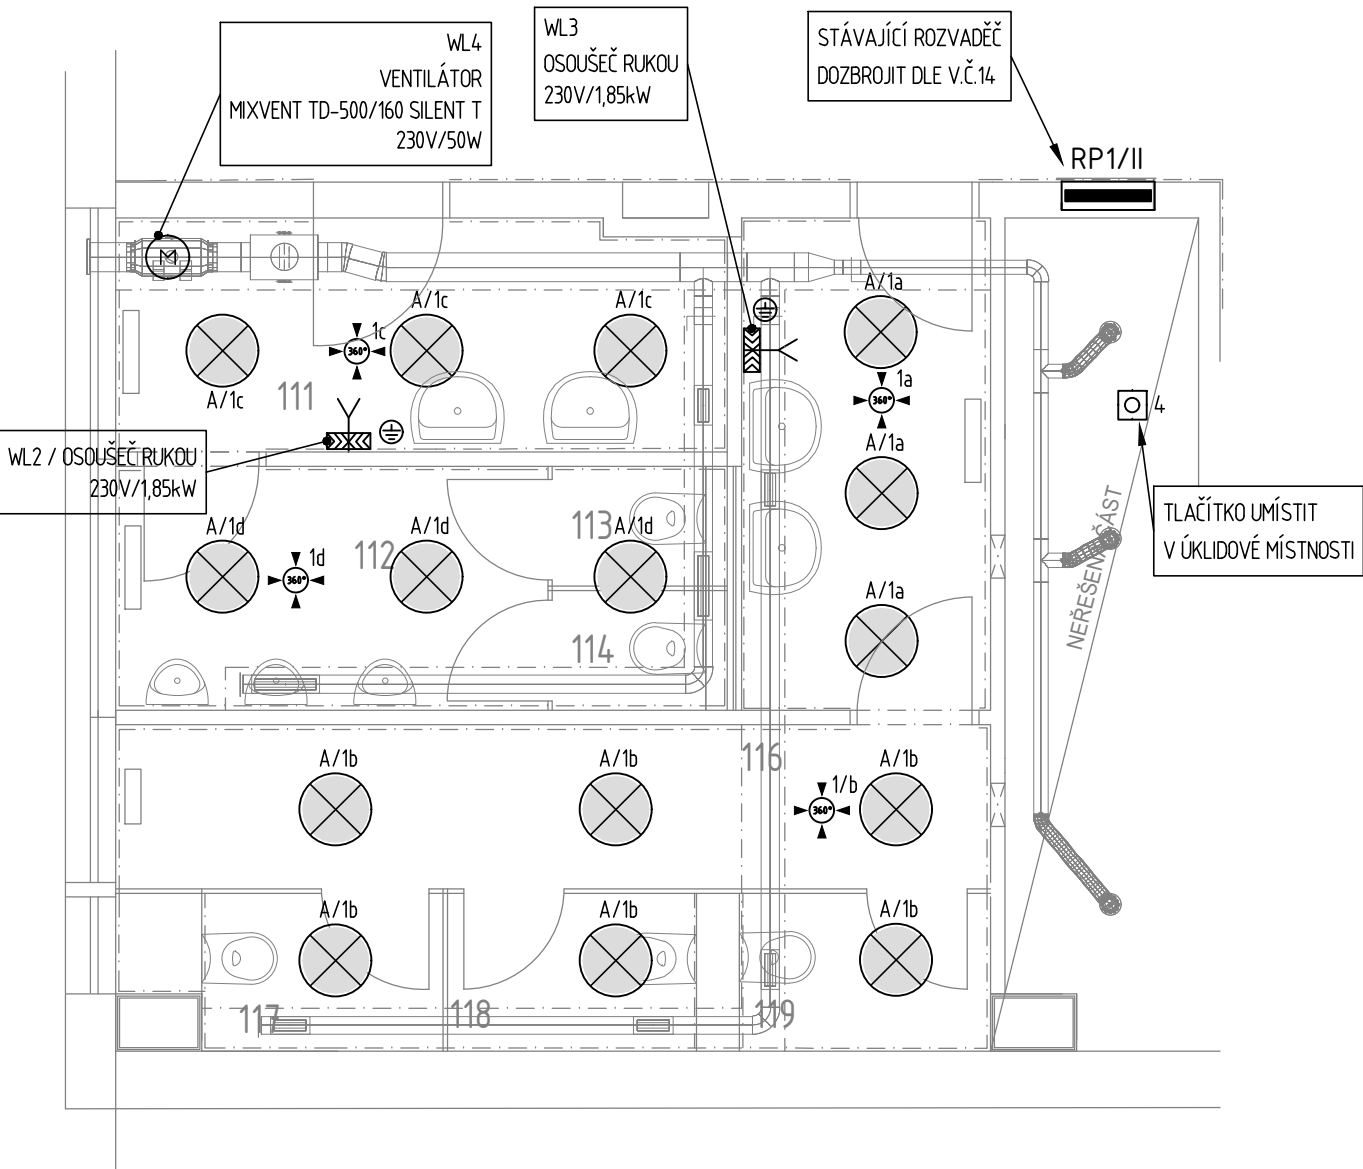 WL4
VENTILÁTOR
MIXVENT TD-500/160 SILENT T
230V/50W
WL3
OSOUŠEČ RUKOU
230V/1,85kW
STÁVAJÍCÍ ROZVADĚČ
DOZBROJIT DLE V.Č.14
RP1/II
M
A/1c
A/1c
A/1c
A/1a
1c
360°
1a
360°
111
4
WL2 / OSOUŠEČ RUKOU
230V/1,85kW
A/1a
TLAČÍTKO UMÍSTIT
V ÚKLIDOVÉ MÍSTNOSTI
NEŘEŠENÁ ČÁST
A/1d
A/1d
A/1d
113
112
1d
360°
A/1a
114
116
A/1b
A/1b
A/1b
1/b
360°
A/1b
A/1b
A/1b
117
118
119